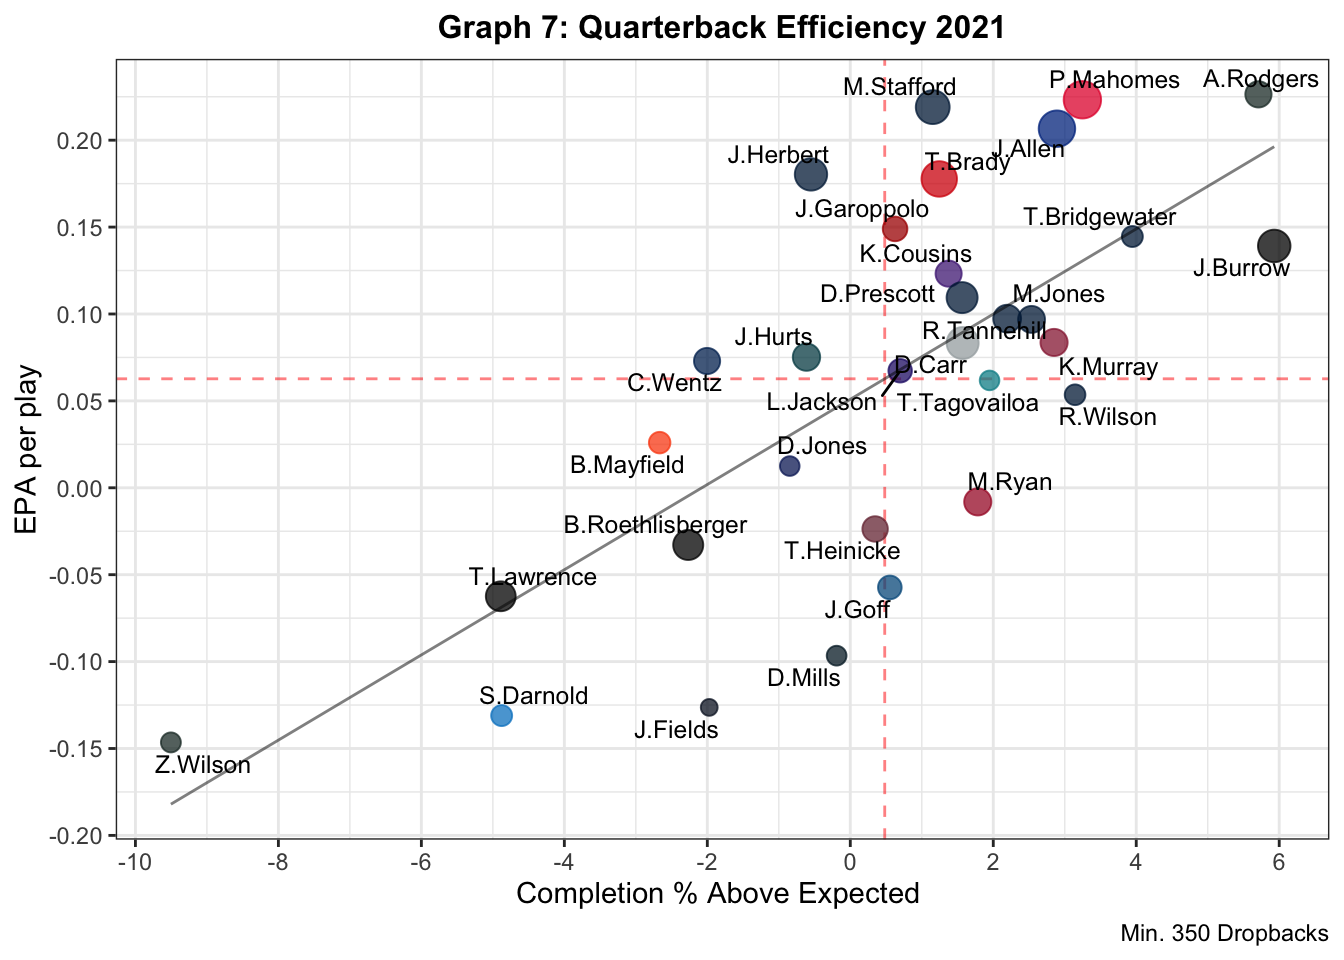 Graph 7: Quarterback Efficiency 2021
M.Stafford
P.Mahomes
A.Rodgers
J.Allen
J.Herbert
T.Brady
J.Garoppolo
T.Bridgewater
K.Cousins
J.Burrow
D.Prescott
M.Jones
J.Hurts
R.Tannehill
D.Carr
K.Murray
C.Wentz
L.Jackson
T.Tagovailoa
R.Wilson
D.Jones
B.Mayfield
M.Ryan
B.Roethlisberger
T.Heinicke
T.Lawrence
J.Goff
D.Mills
S.Darnold
J.Fields
Z.Wilson
0.20
0.15
0.10
0.05
0.00
-0.05
-0.10
-0.15
-0.20
EPA per play
-10
-8
-6
-4
-2
0
2
4
6
Completion % Above Expected
Min. 350 Dropbacks